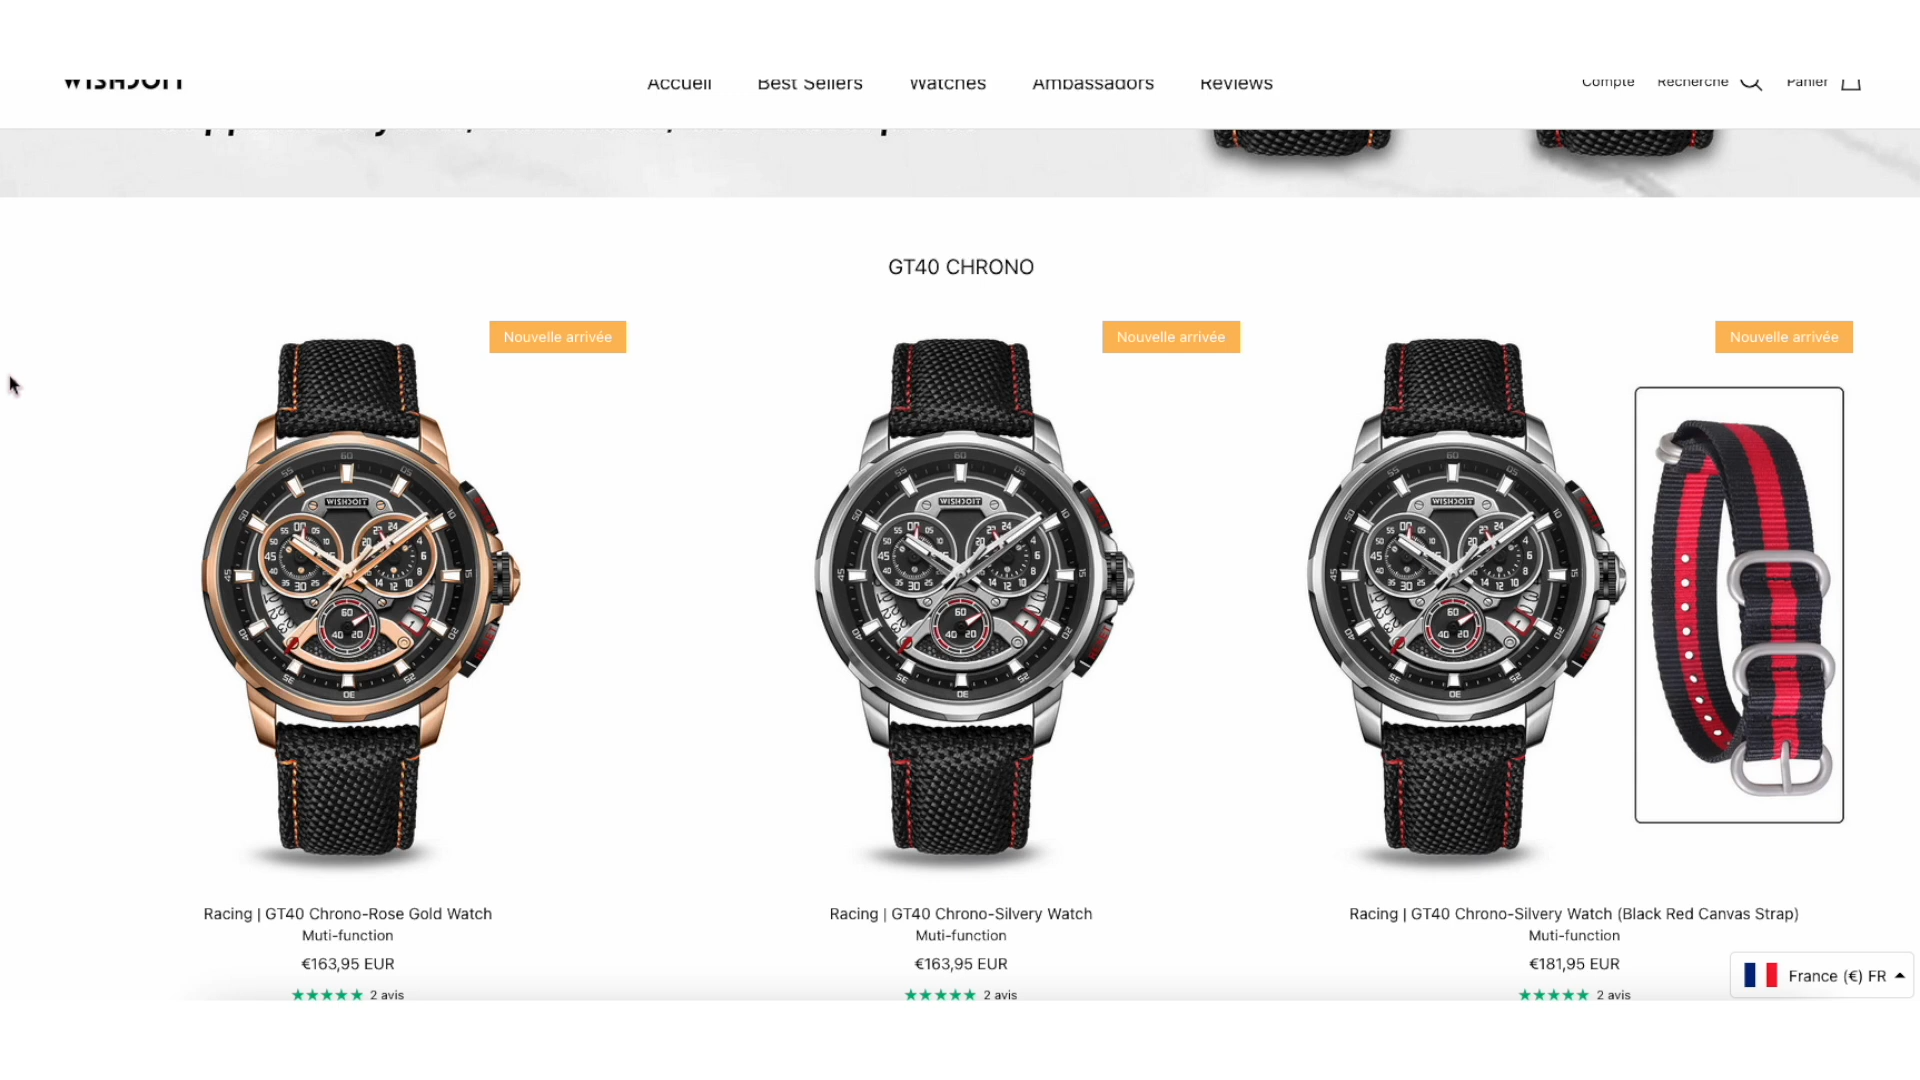 WISHDOIT
Accueil Best Sellers Watches Ambassadors Reviews
Compte Recherche Panier
GT40 CHRONO
Nouvelle arrivée
Nouvelle arrivée
Nouvelle arrivée
WISHDOIT
WISHDOIT
WISHDOIT
Racing | GT40 Chrono-Rose Gold Watch
Muti-function
€163,95 EUR
2 avis
Racing | GT40 Chrono-Silvery Watch
Muti-function
€163,95 EUR
2 avis
Racing | GT40 Chrono-Silvery Watch (Black Red Canvas Strap)
Muti-function
€181,95 EUR
2 avis
France (€) FR